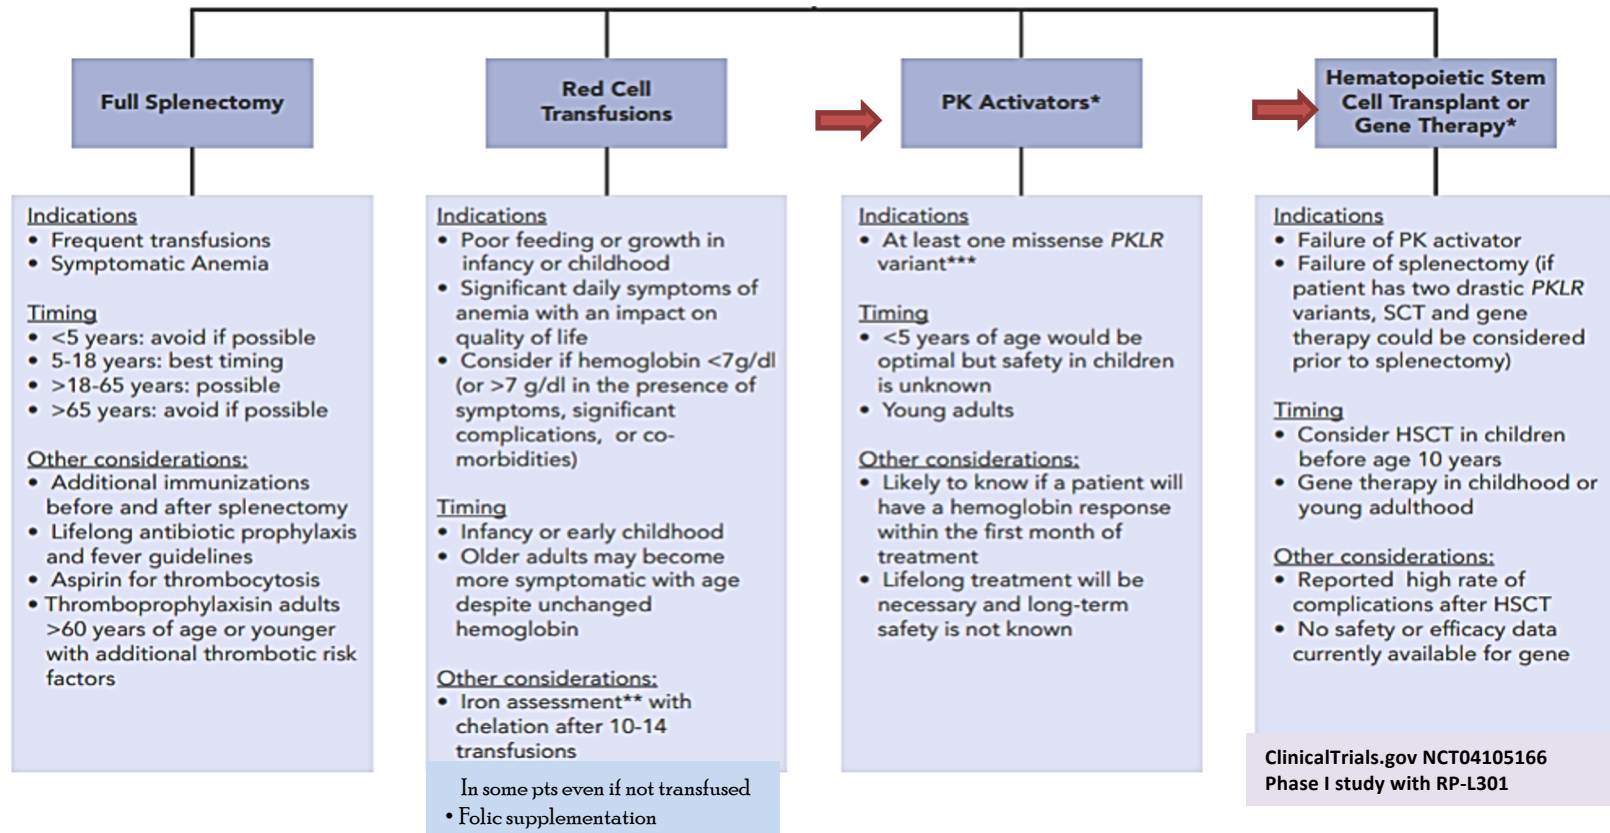 Full Splenectomy
Indications
• Frequent transfusions
• Symptomatic Anemia
Timing
• <5 years: avoid if possible
• 5-18 years: best timing
• >18-65 years: possible
• >65 years: avoid if possible
Other considerations:
• Additional immunizations
before and after splenectomy
• Lifelong antibiotic prophylaxis
and fever guidelines
• Aspirin for thrombocytosis
• Thromboprophylaxisin adults
>60 years of age or younger
with additional thrombotic risk
factors
Red Cell
Transfusions
Indications
• Poor feeding or growth in
infancy or childhood
• Significant daily symptoms of
anemia with an impact on
quality of life
• Consider if hemoglobin <7g/dl
(or >7 g/dl in the presence of
symptoms, significant
complications, or co-
morbidities)
Timing
• Infancy or early childhood
• Older adults may become
more symptomatic with age
despite unchanged
hemoglobin
Other considerations:
• Iron assessment** with
chelation after 10-14
transfusions
In some pts even if not transfused
• Folic supplementation
PK Activators*
Indications
• At least one missense PKLR
variant***
Timing
• <5 years of age would be
optimal but safety in children
is unknown
• Young adults
Other considerations:
• Likely to know if a patient will
have a hemoglobin response
within the first month of
treatment
• Lifelong treatment will be
necessary and long-term
safety is not known
Hematopoietic Stem
Cell Transplant or
Gene Therapy*
Indications
• Failure of PK activator
• Failure of splenectomy (if
patient has two drastic PKLR
variants, SCT and gene
therapy could be considered
prior to splenectomy)
Timing
• Consider HSCT in children
before age 10 years
• Gene therapy in childhood or
young adulthood
Other considerations:
• Reported high rate of
complications after HSCT
• No safety or efficacy data
currently available for gene
ClinicalTrials.gov NCT04105166
Phase I study with RP-L301